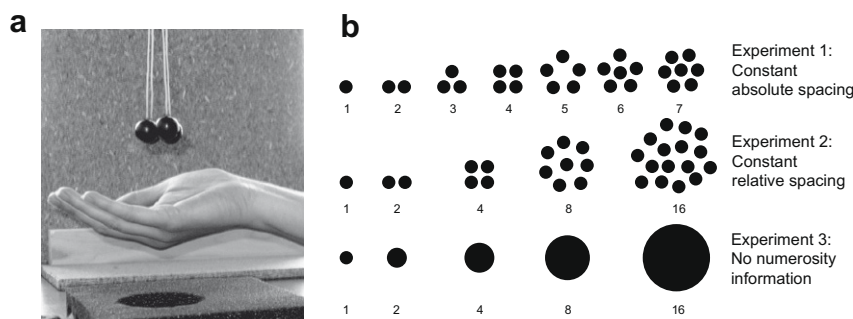 a
b
Experiment 1:
Constant
absolute spacing
1 2 3 4 5 6 7
Experiment 2:
Constant
relative spacing
1 2 4 8 16
Experiment 3:
No numerosity
information
1 2 4 8 16